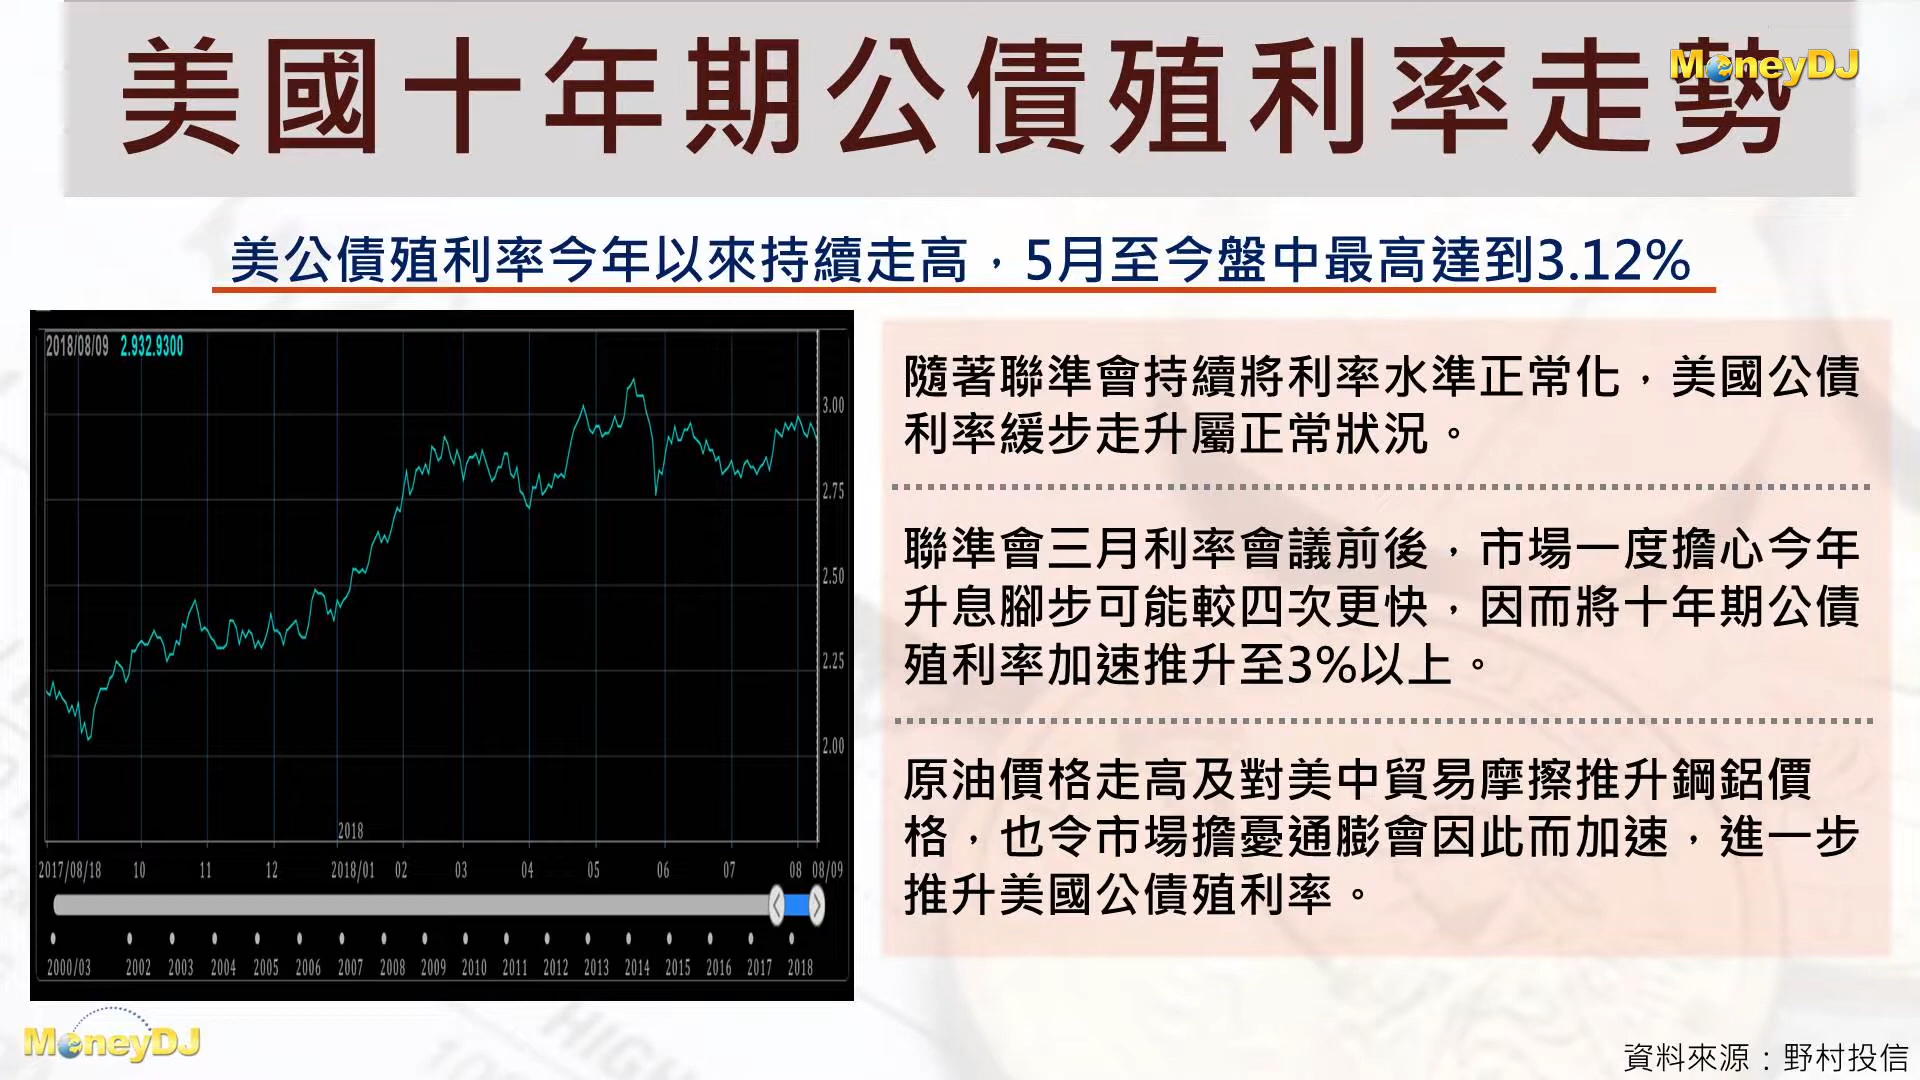 美國十年期公債殖利率走勢
MoneyDJ
美公債殖利率今年以來持續走高，5月至今盤中最高達到3.12%
2018/08/09 2.932.9300
3.00
2.75
2.50
2.25
2.00
2018
2017/08/18 10 11 12 2018/01 02 03 04 05 06 07 08 08/09
2000/03 2002 2003 2004 2005 2006 2007 2008 2009 2010 2011 2012 2013 2014 2015 2016 2017 2018
隨著聯準會持續將利率水準正常化，美國公債
利率緩步走升屬正常狀況。
聯準會三月利率會議前後，市場一度擔心今年
升息腳步可能較四次更快，因而將十年期公債
殖利率加速推升至3%以上。
原油價格走高及對美中貿易摩擦推升鋼鋁價
格，也令市場擔憂通膨會因此而加速，進一步
推升美國公債殖利率。
MoneyDJ
HIGH
資料來源：野村投信